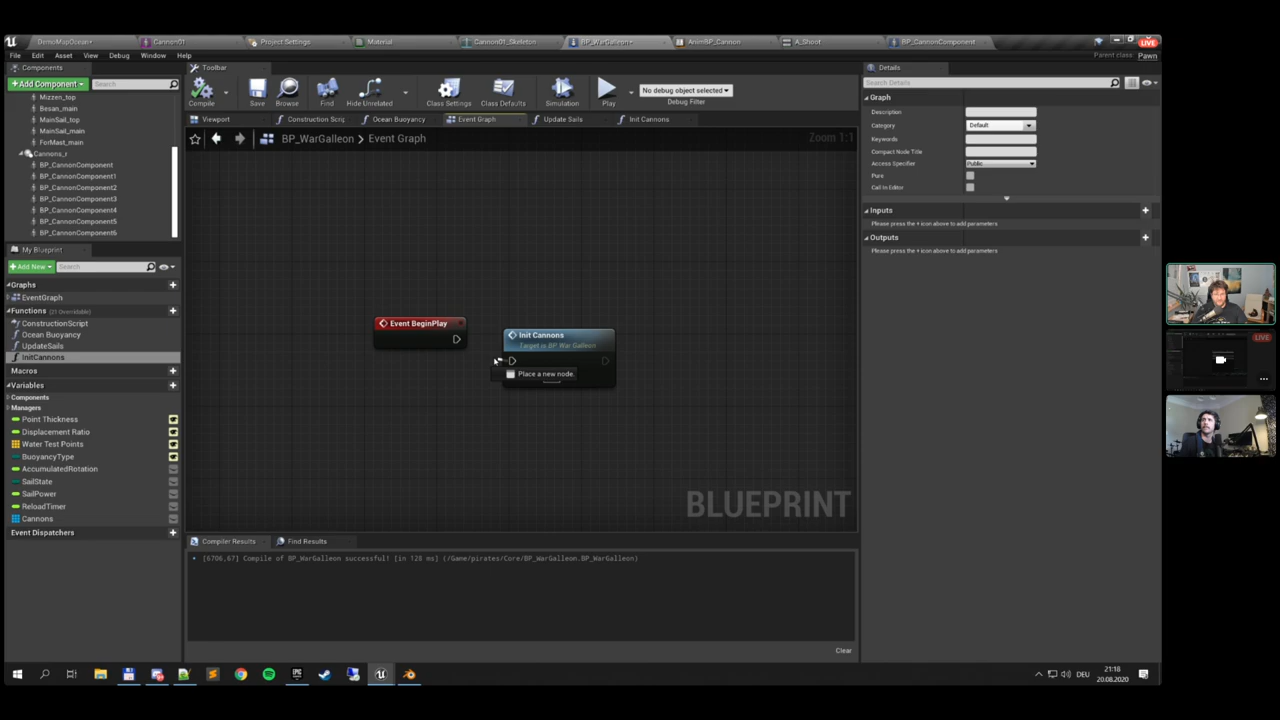 DemoMapOcean•
Cannon01
Project Settings
Material
Cannon01_Skeleton
BP_WarGalleon•
AnimBP_Cannon
A_Shoot
BP_CannonComponent
LIVE
File Edit Asset View Debug Window Help
Parent class: Pawn
Components
+Add Component
Search
Mizzen_top
Besan_main
MainSail_top
MainSail_main
ForMast_main
Cannons_r
BP_CannonComponent
BP_CannonComponent1
BP_CannonComponent2
BP_CannonComponent3
BP_CannonComponent4
BP_CannonComponent5
BP_CannonComponent6
My Blueprint
+Add New
Search
Graphs
EventGraph
Functions (21 Overridable)
ConstructionScript
Ocean Buoyancy
UpdateSails
InitCannons
Macros
Variables
Components
Managers
Point Thickness
Displacement Ratio
Water Test Points
BuoyancyType
AccumulatedRotation
SailState
SailPower
ReloadTimer
Cannons
Event Dispatchers
Toolbar
Compile
Save
Browse
Find
Hide Unrelated
Class Settings
Class Defaults
Simulation
Play
No debug object selected
Debug Filter
Viewport
Construction Scrip
Ocean Buoyancy
Event Graph
Update Sails
Init Cannons
BP_WarGalleon > Event Graph
Zoom 1:1
Event BeginPlay
Init Cannons
Target is BP War Galleon
Place a new node.
BLUEPRINT
Compiler Results
Find Results
[6706,67] Compile of BP_WarGalleon successful! [in 128 ms] (/Game/pirates/Core/BP_WarGalleon.BP_WarGalleon)
Clear
Details
Search Details
Graph
Description
Category
Default
Keywords
Compact Node Title
Access Specifier
Public
Pure
Call In Editor
Inputs
Please press the + icon above to add parameters
Outputs
Please press the + icon above to add parameters
LIVE
DEU
21:18
20.08.2020